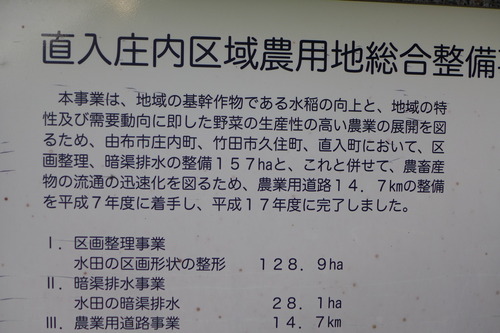 直入庄内区域農用地総合整備
本事業は、地域の基幹作物である水稲の向上と、地域の特
性及び需要動向に即した野菜の生産性の高い農業の展開を図
るため、由布市庄内町、竹田市久住町、直入町において、区
画整理、暗渠排水の整備157haと、これと併せて、農畜産
物の流通の迅速化を図るため、農業用道路14.7kmの整備
を平成7年度に着手し、平成17年度に完了しました。
Ⅰ.区画整理事業
水田の区画形状の整形 128.9ha
Ⅱ.暗渠排水事業
水田の暗渠排水 28.1ha
Ⅲ.農業用道路事業 14.7km